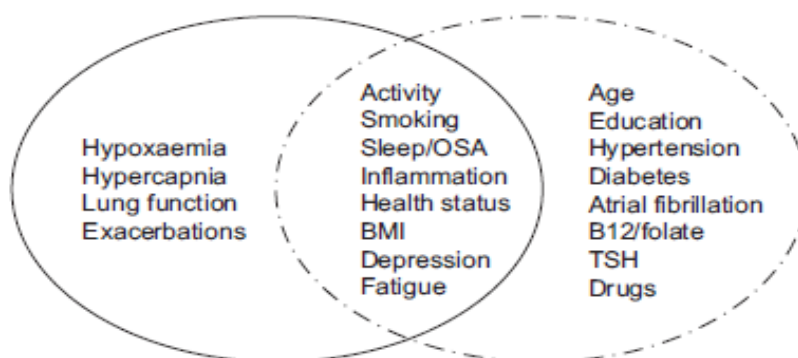 Hypoxaemia
Hypercapnia
Lung function
Exacerbations
Activity
Smoking
Sleep/OSA
Inflammation
Health status
BMI
Depression
Fatigue
Age
Education
Hypertension
Diabetes
Atrial fibrillation
B12/folate
TSH
Drugs